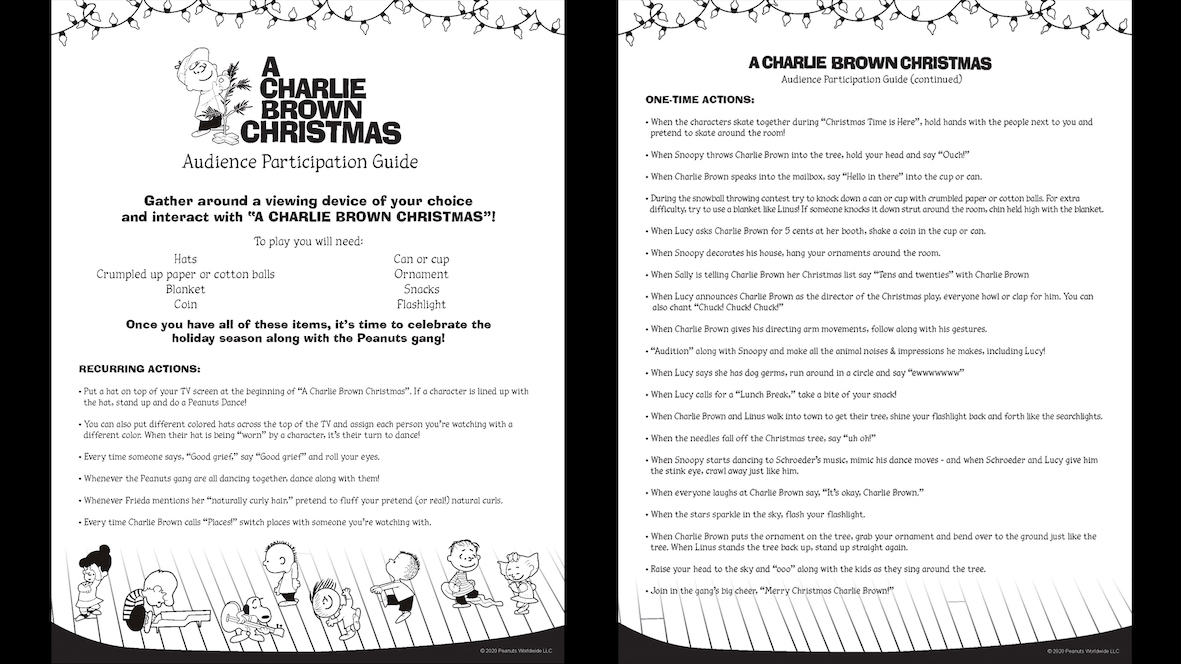 A
CHARLIE
BROWN
CHRISTMAS
Audience Participation Guide
Gather around a viewing device of your choice
and interact with “A CHARLIE BROWN CHRISTMAS”!
To play you will need:
Hats
Crumpled up paper or cotton balls
Blanket
Coin
Can or cup
Ornament
Snacks
Flashlight
Once you have all of these items, it’s time to celebrate the
holiday season along with the Peanuts gang!
RECURRING ACTIONS:
• Put a hat on top of your TV screen at the beginning of “A Charlie Brown Christmas”. If a character is lined up with
the hat, stand up and do a Peanuts Dance!
• You can also put different colored hats across the top of the TV and assign each person you’re watching with a
different color. When their hat is being “worn” by a character, it’s their turn to dance!
• Every time someone says, “Good grief,” say “Good grief” and roll your eyes.
• Whenever the Peanuts gang are all dancing together, dance along with them!
• Whenever Frieda mentions her “naturally curly hair,” pretend to fluff your pretend (or real!) natural curls.
• Every time Charlie Brown calls “Places!” switch places with someone you’re watching with.
© 2020 Peanuts Worldwide LLC
A CHARLIE BROWN CHRISTMAS
Audience Participation Guide (continued)
ONE-TIME ACTIONS:
• When the characters skate together during “Christmas Time is Here”, hold hands with the people next to you and
pretend to skate around the room!
• When Snoopy throws Charlie Brown into the tree, hold your head and say “Ouch!”
• When Charlie Brown speaks into the mailbox, say “Hello in there” into the cup or can.
• During the snowball throwing contest try to knock down a can or cup with crumbled paper or cotton balls. For extra
difficulty, try to use a blanket like Linus! If someone knocks it down strut around the room, chin held high with the blanket.
• When Lucy asks Charlie Brown for 5 cents at her booth, shake a coin in the cup or can.
• When Snoopy decorates his house, hang your ornaments around the room.
• When Sally is telling Charlie Brown her Christmas list say “Tens and twenties” with Charlie Brown
• When Lucy announces Charlie Brown as the director of the Christmas play, everyone howl or clap for him. You can
also chant “Chuck! Chuck! Chuck!”
• When Charlie Brown gives his directing arm movements, follow along with his gestures.
• “Audition” along with Snoopy and make all the animal noises & impressions he makes, including Lucy!
• When Lucy says she has dog germs, run around in a circle and say “ewwwwwww”
• When Lucy calls for a “Lunch Break,” take a bite of your snack!
• When Charlie Brown and Linus walk into town to get their tree, shine your flashlight back and forth like the searchlights.
• When the needles fall off the Christmas tree, say “uh oh!”
• When Snoopy starts dancing to Schroeder’s music, mimic his dance moves - and when Schroeder and Lucy give him
the stink eye, crawl away just like him.
• When everyone laughs at Charlie Brown say, “It’s okay, Charlie Brown.”
• When the stars sparkle in the sky, flash your flashlight.
• When Charlie Brown puts the ornament on the tree, grab your ornament and bend over to the ground just like the
tree. When Linus stands the tree back up, stand up straight again.
• Raise your head to the sky and “ooo” along with the kids as they sing around the tree.
• Join in the gang’s big cheer, “Merry Christmas Charlie Brown!”
© 2020 Peanuts Worldwide LLC